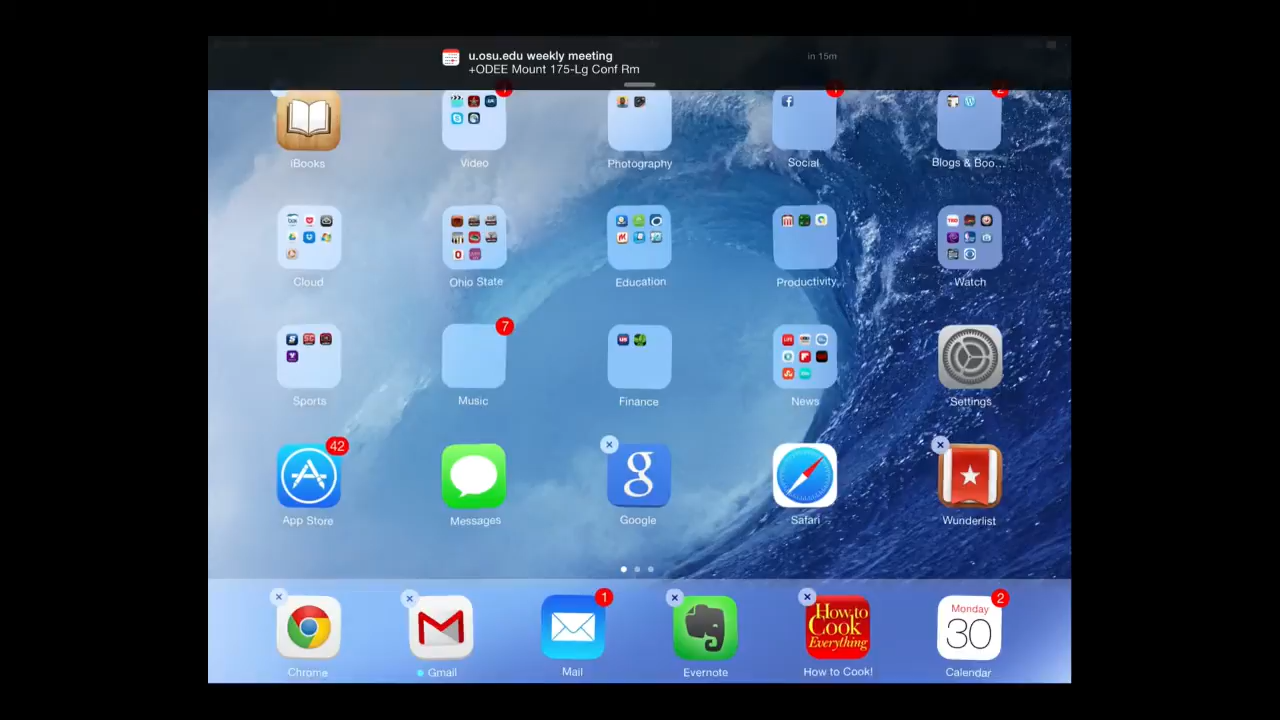 u.osu.edu weekly meeting
in 15m
+ODEE Mount 175-Lg Conf Rm
iBooks
Video
Photography
Social
Blogs & Boo...
Cloud
Ohio State
Education
Productivity
Watch
Sports
7
Music
Finance
News
Settings
42
App Store
Messages
g
Google
Safari
Wunderlist
Chrome
Gmail
1
Mail
Evernote
How to
Cook
Everything
How to Cook!
2
Monday
30
Calendar